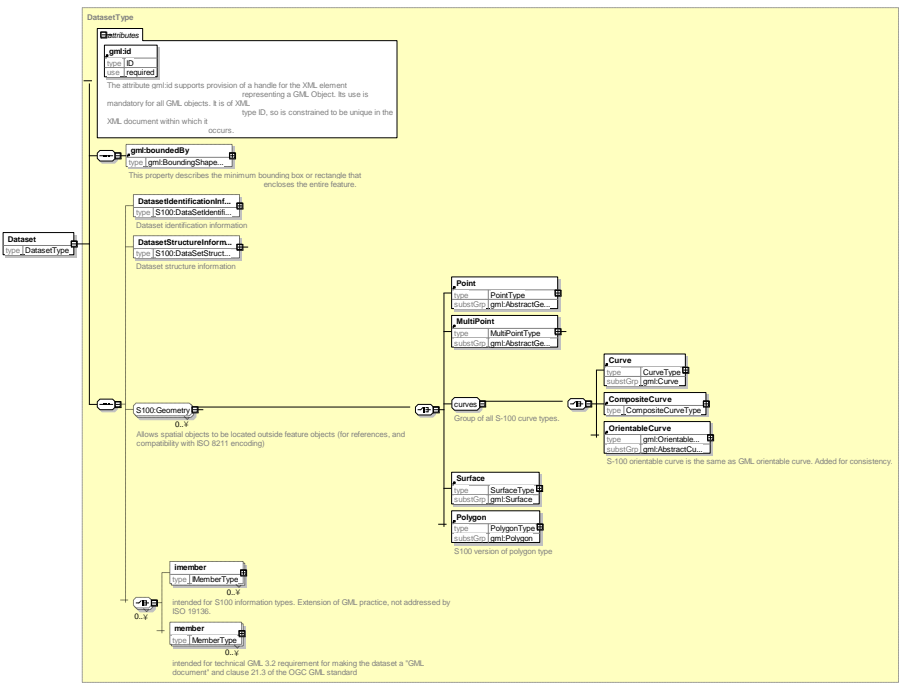 DatasetType
attributes
gml:id
type ID
use required
The attribute gml:id supports provision of a handle for the XML element
representing a GML Object. Its use is
mandatory for all GML objects. It is of XML
type ID, so is constrained to be unique in the
XML document within which it
occurs.
gml:boundedBy
type gml:BoundingShape...
This property describes the minimum bounding box or rectangle that
encloses the entire feature.
DatasetIdentificationInf...
type S100:DataSetIdentifi...
Dataset identification information
Dataset
type DatasetType
DatasetStructureInform...
type S100:DataSetStruct...
Dataset structure information
Point
type PointType
substGrp gml:AbstractGe...
MultiPoint
type MultiPointType
substGrp gml:AbstractGe...
Curve
type CurveType
substGrp gml:Curve
S100:Geometry
0..¥
Allows spatial objects to be located outside feature objects (for references, and
compatibility with ISO 8211 encoding)
curves
Group of all S-100 curve types.
CompositeCurve
type CompositeCurveType
OrientableCurve
type gml:Orientable...
substGrp gml:AbstractCu...
S-100 orientable curve is the same as GML orientable curve. Added for consistency.
Surface
type SurfaceType
substGrp gml:Surface
Polygon
type PolygonType
substGrp gml:Polygon
S100 version of polygon type
imember
type IMemberType
0..¥
intended for S100 information types. Extension of GML practice, not addressed by
ISO 19136.
0..¥
member
type MemberType
0..¥
intended for technical GML 3.2 requirement for making the dataset a "GML
document" and clause 21.3 of the OGC GML standard